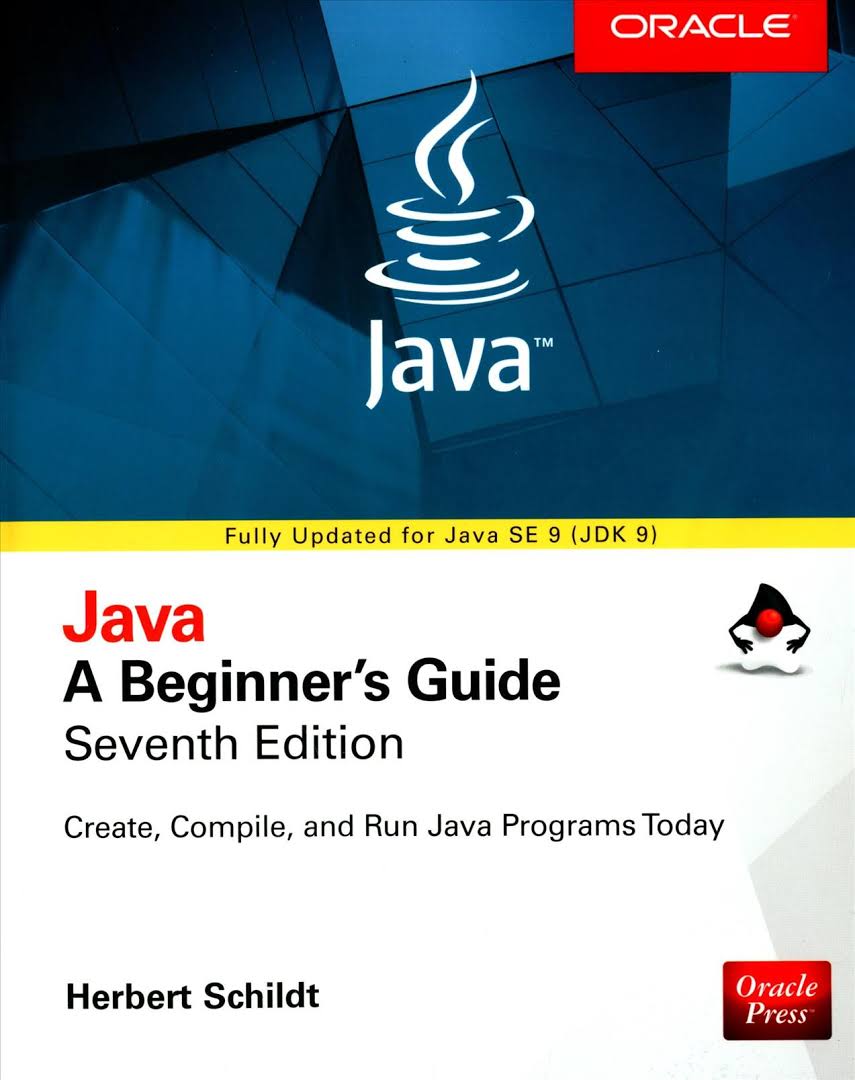 ORACLE®
Java™
Fully Updated for Java SE 9 (JDK 9)
Java
A Beginner's Guide
Seventh Edition
Create, Compile, and Run Java Programs Today
Herbert Schildt
Oracle
Press™